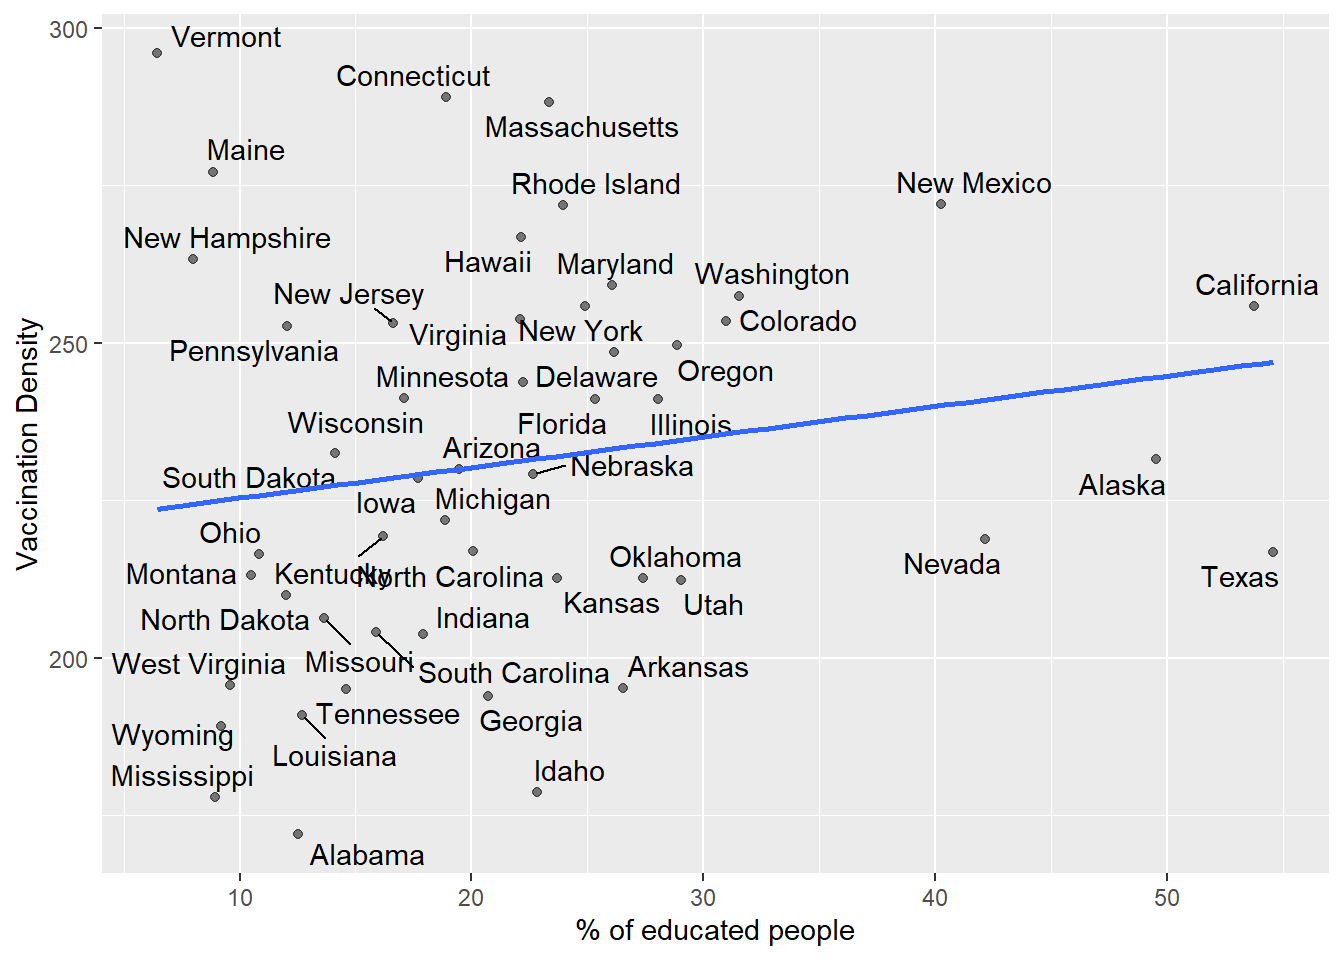 300
Vermont
Connecticut
Massachusetts
Maine
Rhode Island
New Mexico
New Hampshire
Hawaii
Maryland
Washington
California
New Jersey
Colorado
Virginia
New York
250
Pennsylvania
Oregon
Minnesota
Delaware
Wisconsin
Florida
Illinois
Arizona
Nebraska
South Dakota
Alaska
Iowa
Michigan
Ohio
Oklahoma
Nevada
Montana
Kentucky
North Carolina
Texas
Kansas
Utah
North Dakota
Indiana
200
West Virginia
Missouri
South Carolina
Arkansas
Tennessee
Georgia
Wyoming
Louisiana
Mississippi
Idaho
Alabama
Vaccination Density
10
20
30
40
50
% of educated people